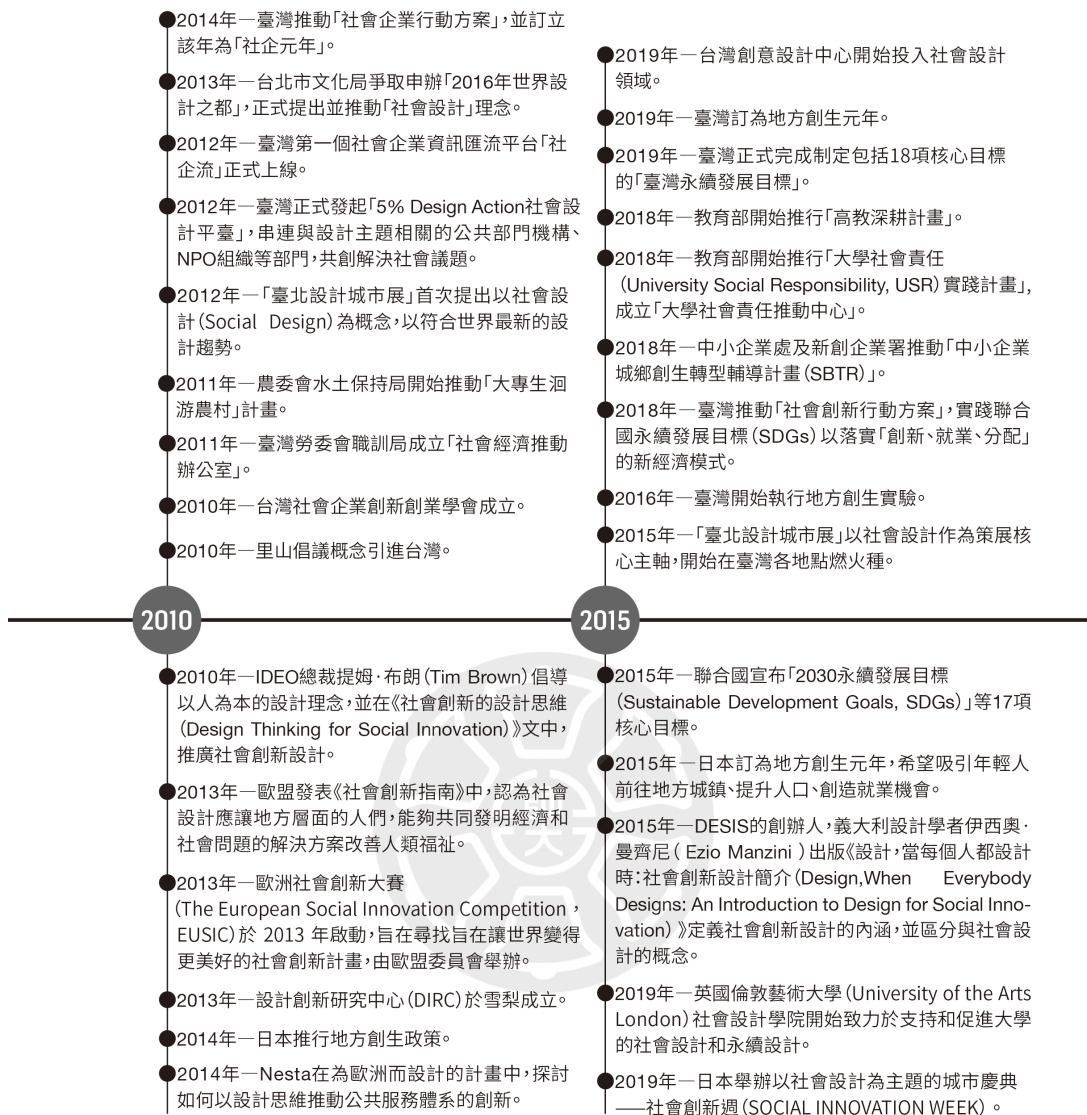 2014年—臺灣推動「社會企業行動方案」，並訂立
該年為「社企元年」。
2013年—台北市文化局爭取申辦「2016年世界設
計之都」，正式提出並推動「社會設計」理念。
2012年—臺灣第一個社會企業資訊匯流平台「社
企流」正式上線。
2012年—臺灣正式發起「5% Design Action社會設
計平臺」，串連與設計主題相關的公共部門機構、
NPO組織等部門，共創解決社會議題。
2012年—「臺北設計城市展」首次提出以社會設
計（Social Design）為概念，以符合世界最新的設
計趨勢。
2011年—農委會水土保持局開始推動「大專生洄
游農村」計畫。
2011年—臺灣勞委會職訓局成立「社會經濟推動
辦公室」。
2010年—台灣社會企業創新創業學會成立。
2010年—里山倡議概念引進台灣。
2019年—台灣創意設計中心開始投入社會設計
領域。
2019年—臺灣訂為地方創生元年。
2019年—臺灣正式完成制定包括18項核心目標
的「臺灣永續發展目標」。
2018年—教育部開始推行「高教深耕計畫」。
2018年—教育部開始推行「大學社會責任
（University Social Responsibility, USR）實踐計畫」，
成立「大學社會責任推動中心」。
2018年—中小企業處及新創企業署推動「中小企業
城鄉創生轉型輔導計畫（SBTR）」。
2018年—臺灣推動「社會創新行動方案」，實踐聯合
國永續發展目標（SDGs）以落實「創新、就業、分配」
的新經濟模式。
2016年—臺灣開始執行地方創生實驗。
2015年—「臺北設計城市展」以社會設計作為策展核
心主軸，開始在臺灣各地點燃火種。
2010
2015
2010年—IDEO總裁提姆·布朗（Tim Brown）倡導
以人為本的設計理念，並在《社會創新的設計思維
（Design Thinking for Social Innovation）》文中，
推廣社會創新設計。
2013年—歐盟發表《社會創新指南》中，認為社會
設計應讓地方層面的人們，能夠共同發明經濟和
社會問題的解決方案改善人類福祉。
2013年—歐洲社會創新大賽
（The European Social Innovation Competition，
EUSIC）於 2013 年啟動，旨在尋找旨在讓世界變得
更美好的社會創新計畫，由歐盟委員會舉辦。
2013年—設計創新研究中心（DIRC）於雪梨成立。
2014年—日本推行地方創生政策。
2014年—Nesta在為歐洲而設計的計畫中，探討
如何以設計思維推動公共服務體系的創新。
2015年—聯合國宣布「2030永續發展目標
（Sustainable Development Goals, SDGs）」等17項
核心目標。
2015年—日本訂為地方創生元年，希望吸引年輕人
前往地方城鎮、提升人口、創造就業機會。
2015年—DESIS的創辦人，義大利設計學者伊西奧·
曼齊尼（ Ezio Manzini ）出版《設計，當每個人都設計
時：社會創新設計簡介（Design,When Everybody
Designs: An Introduction to Design for Social Inno-
vation）》定義社會創新設計的內涵，並區分與社會設
計的概念。
2019年—英國倫敦藝術大學（University of the Arts
London）社會設計學院開始致力於支持和促進大學
的社會設計和永續設計。
2019年—日本舉辦以社會設計為主題的城市慶典
——社會創新週（SOCIAL INNOVATION WEEK）。